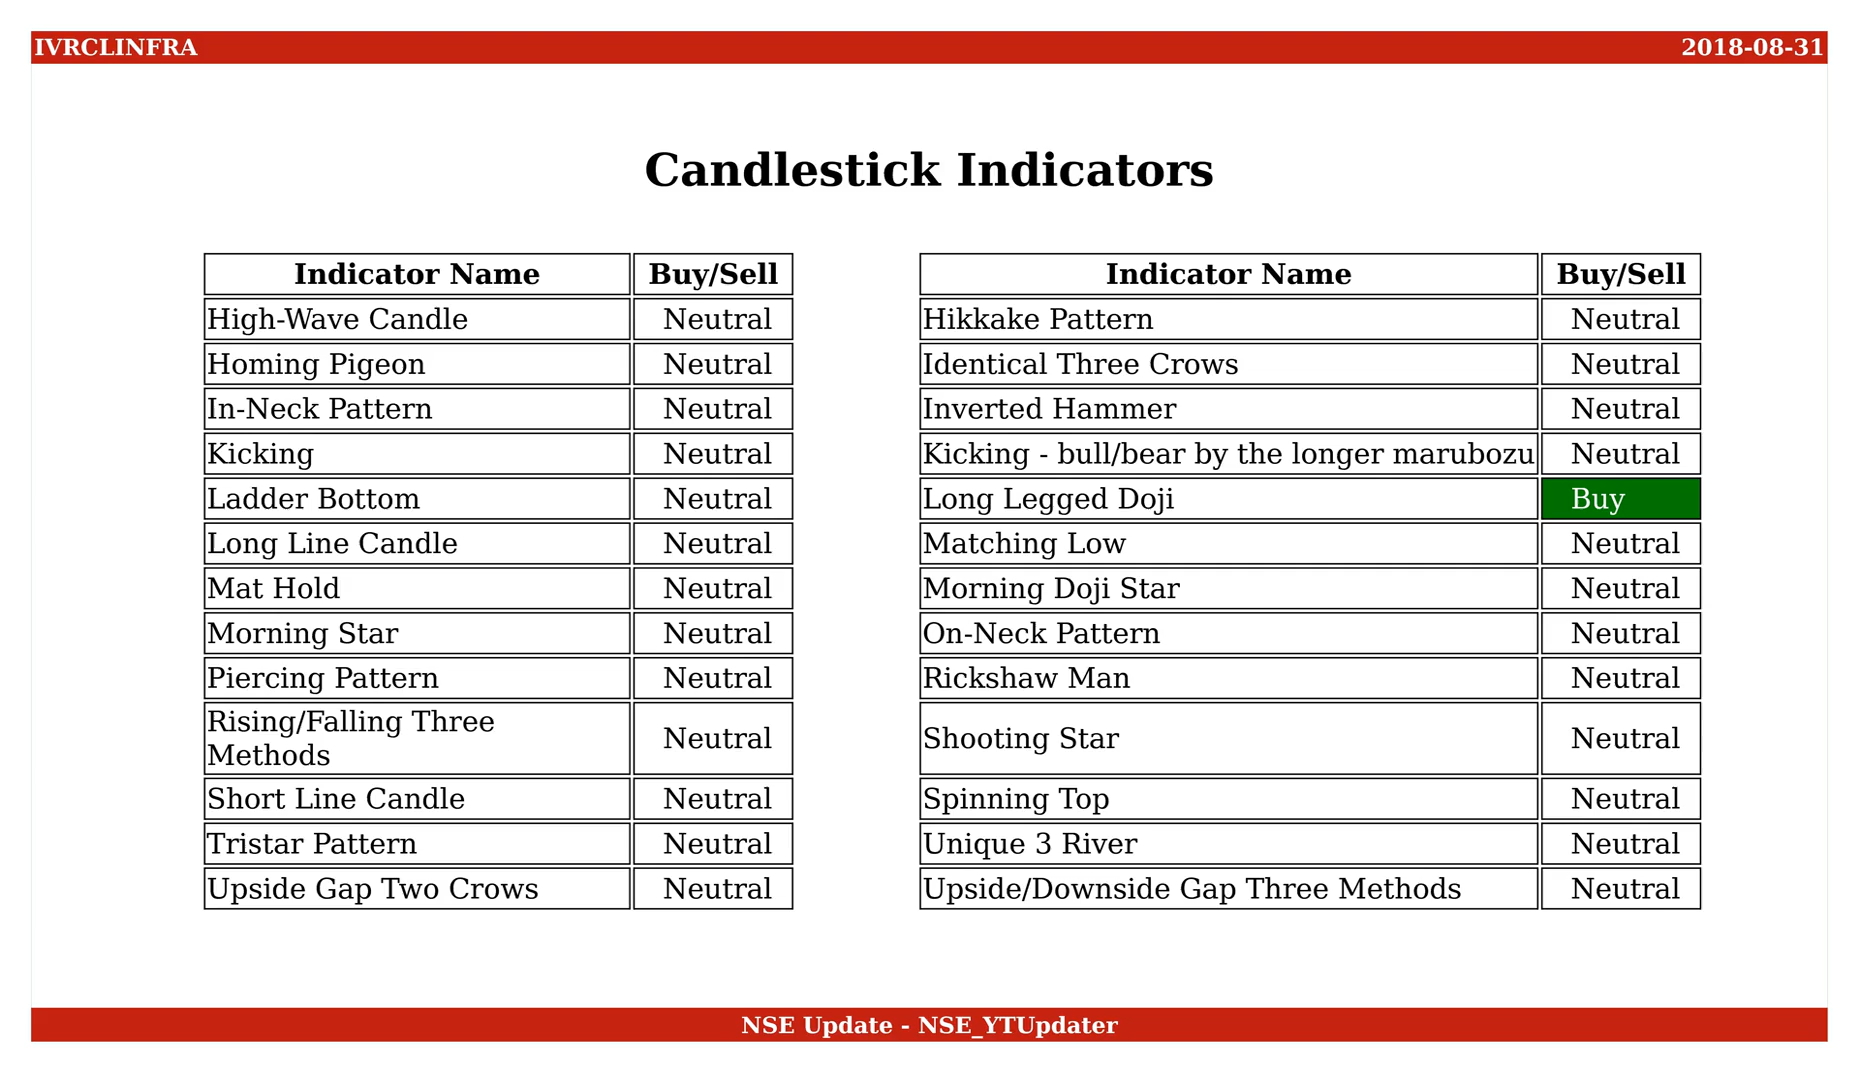 IVRCLINFRA 2018-08-31
Candlestick Indicators
Indicator Name Buy/Sell Indicator Name Buy/Sell
High-Wave Candle Neutral Hikkake Pattern Neutral
Homing Pigeon Neutral Identical Three Crows Neutral
In-Neck Pattern Neutral Inverted Hammer Neutral
Kicking Neutral Kicking - bull/bear by the longer marubozu Neutral
Ladder Bottom Neutral Long Legged Doji Buy
Long Line Candle Neutral Matching Low Neutral
Mat Hold Neutral Morning Doji Star Neutral
Morning Star Neutral On-Neck Pattern Neutral
Piercing Pattern Neutral Rickshaw Man Neutral
Rising/Falling Three
Methods Neutral Shooting Star Neutral
Short Line Candle Neutral Spinning Top Neutral
Tristar Pattern Neutral Unique 3 River Neutral
Upside Gap Two Crows Neutral Upside/Downside Gap Three Methods Neutral
NSE Update - NSE_YTUpdater